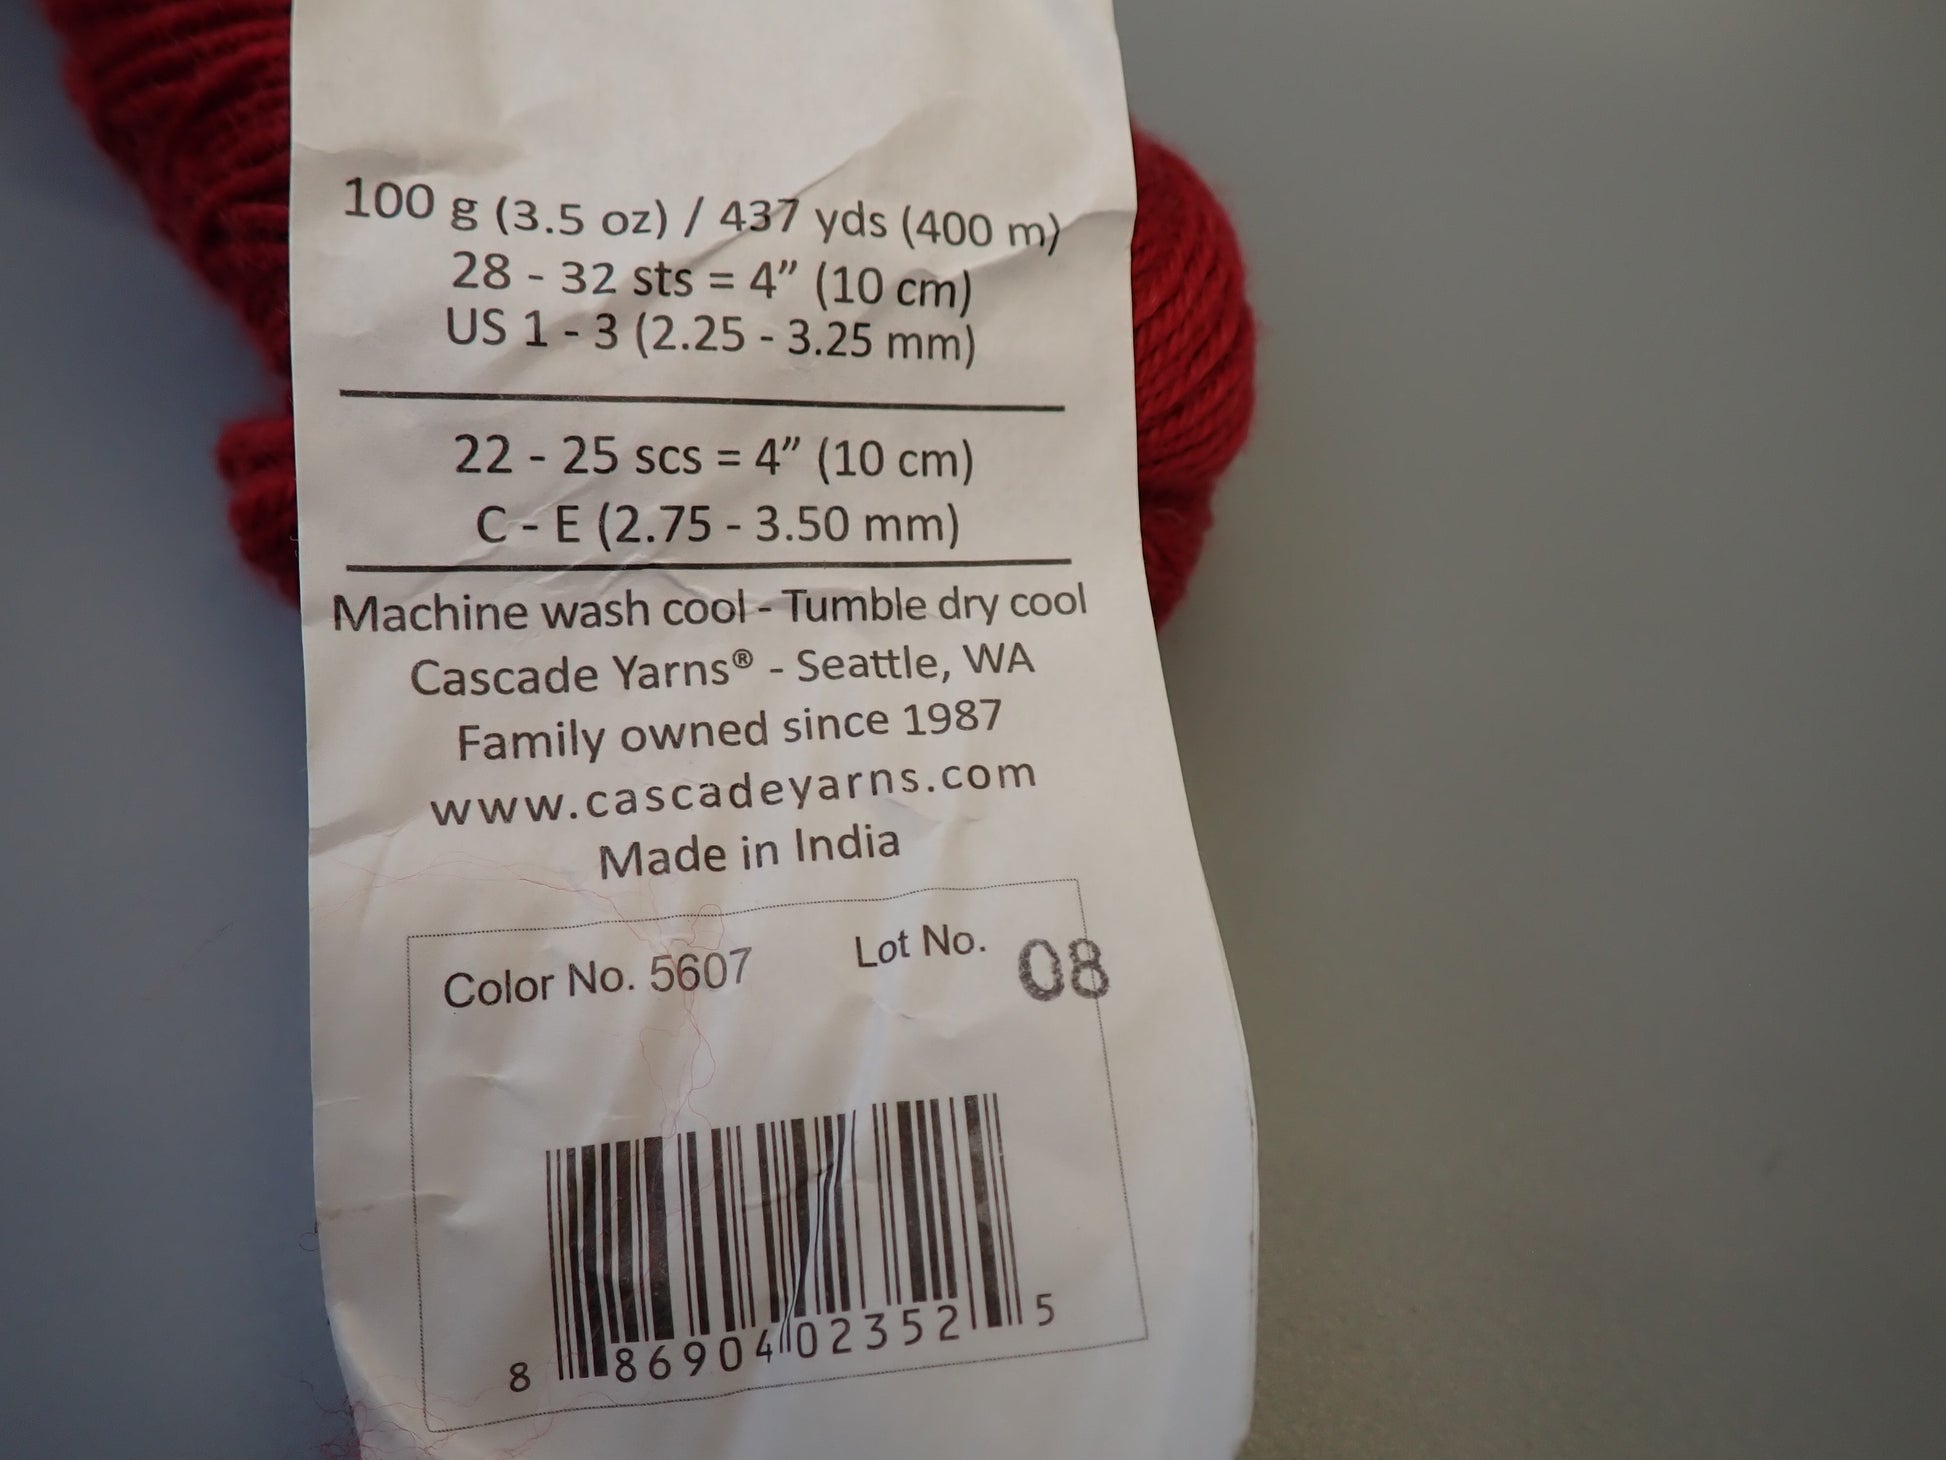 100 g (3.5 oz) / 437 yds (400 m)
28 - 32 sts = 4” (10 cm)
US 1 - 3 (2.25 - 3.25 mm)
22 - 25 scs = 4” (10 cm)
C - E (2.75 - 3.50 mm)
Machine wash cool - Tumble dry cool
Cascade Yarns® - Seattle, WA
Family owned since 1987
www.cascadeyarns.com
Made in India
Color No. 5607 Lot No. 08
8 86904 02352 5